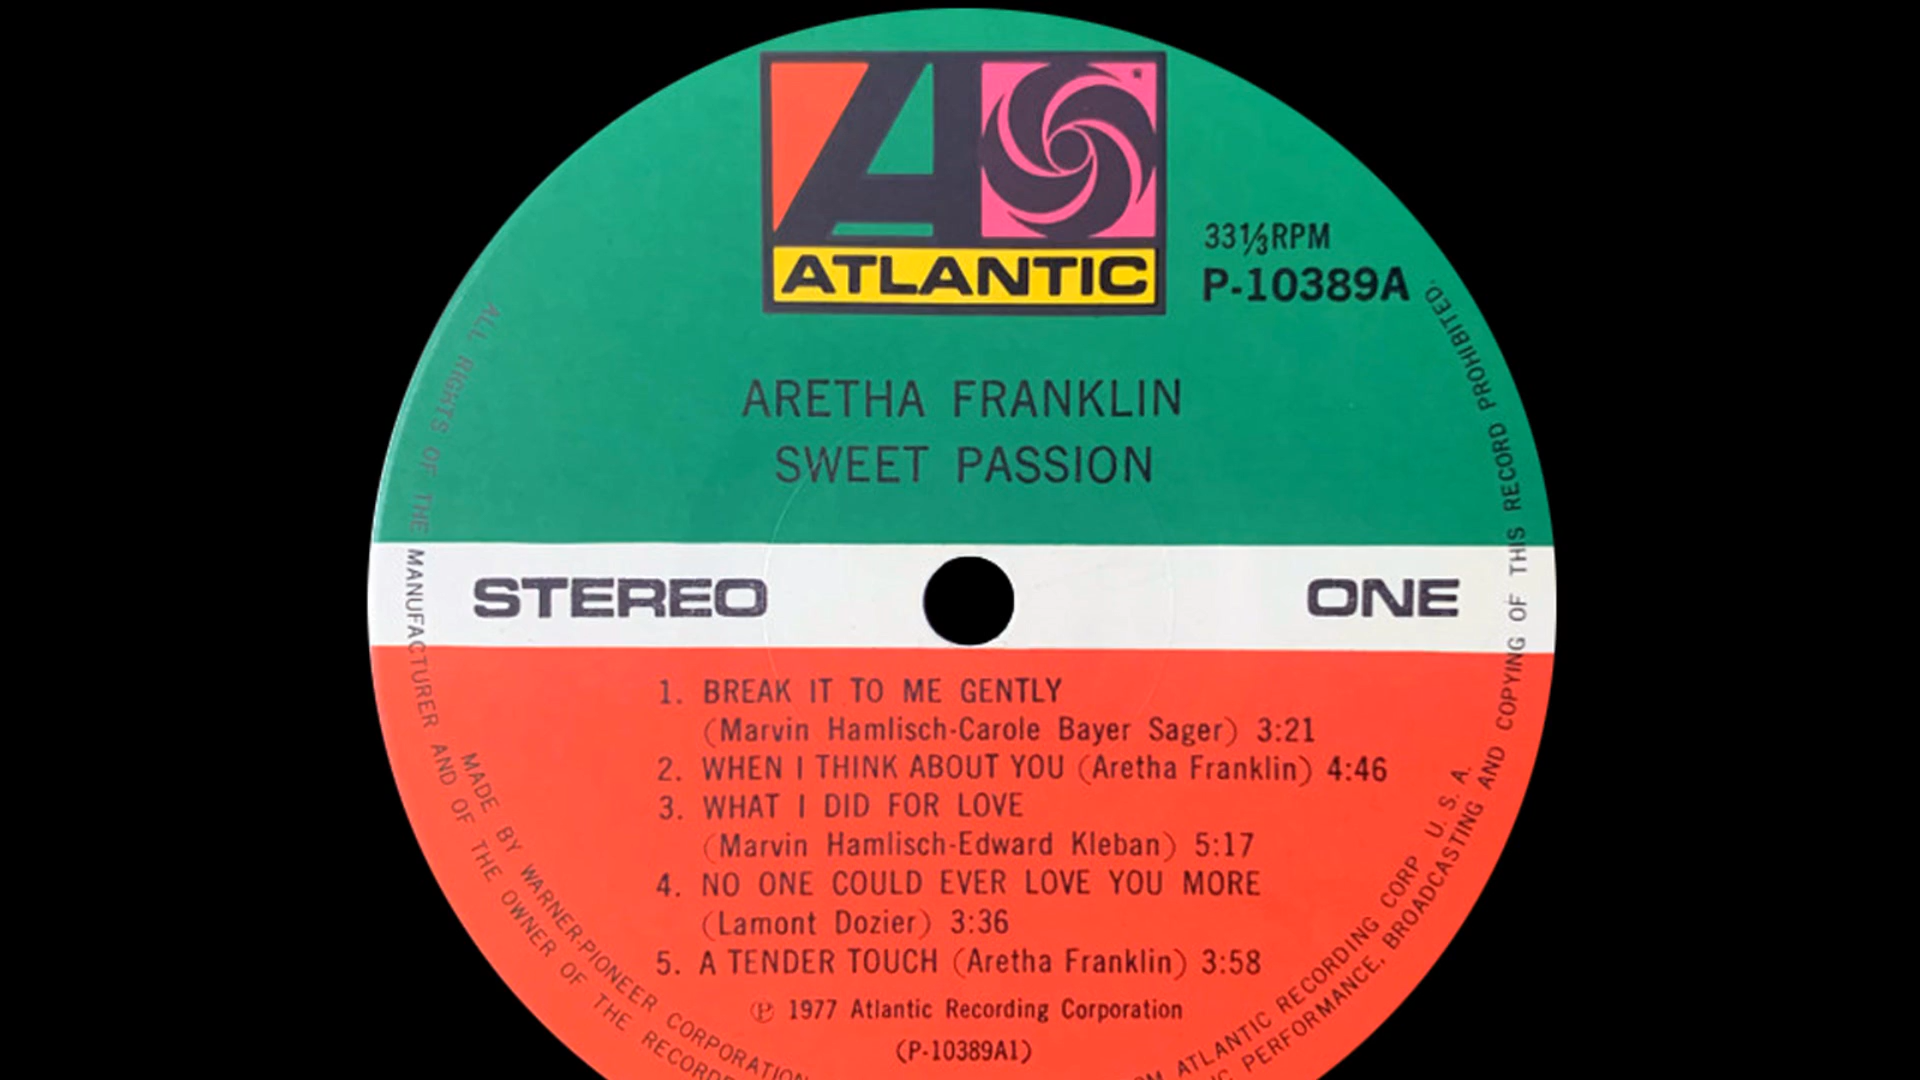 ATLANTIC
33⅓RPM
P-10389A
ARETHA FRANKLIN
SWEET PASSION
STEREO
ONE
1. BREAK IT TO ME GENTLY
(Marvin Hamlisch-Carole Bayer Sager) 3:21
2. WHEN I THINK ABOUT YOU (Aretha Franklin) 4:46
3. WHAT I DID FOR LOVE
(Marvin Hamlisch-Edward Kleban) 5:17
4. NO ONE COULD EVER LOVE YOU MORE
(Lamont Dozier) 3:36
5. A TENDER TOUCH (Aretha Franklin) 3:58
℗ 1977 Atlantic Recording Corporation
(P-10389A1)
ALL RIGHTS OF THE MANUFACTURER AND OF THE OWNER OF THE
PERFORMANCE, BROADCASTING AND COPYING OF THIS RECORD PROHIBITED.
MADE BY WARNER-PIONEER CORPORATION
ATLANTIC RECORDING CORP U. S. A.